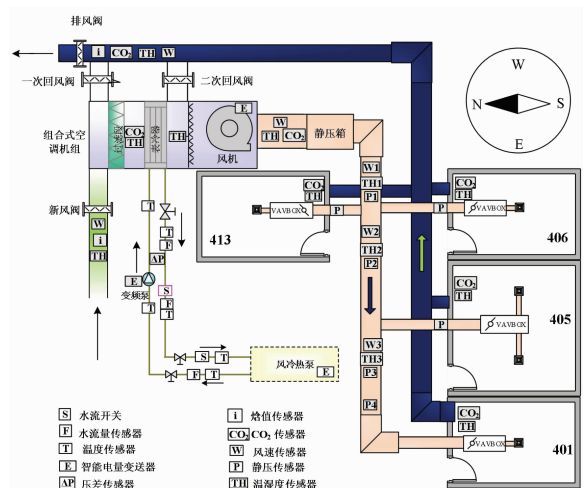 排风阀
i CO2 TH W
一次回风阀
二次回风阀
W
N S
E
组合式空
调机组
CO2
TH
TH
E
风机
W
TH CO2
静压箱
新风阀
W
i
TH
W1
TH1
P1
W2
TH2
P2
W3
TH3
P3
P4
CO2
TH
VAVBOX
P
413
P
CO2
TH
VAVBOX
406
CO2
TH
405
P
VAVBOX
CO2
TH
VAVBOX
401
T
T
F
ΔP
E
变频泵
T
S
F
T
S T
F T
风冷热泵
E
S 水流开关
F 水流量传感器
T 温度传感器
E 智能电量变送器
ΔP 压差传感器
i 焓值传感器
CO2 CO2 传感器
W 风速传感器
P 静压传感器
TH 温湿度传感器